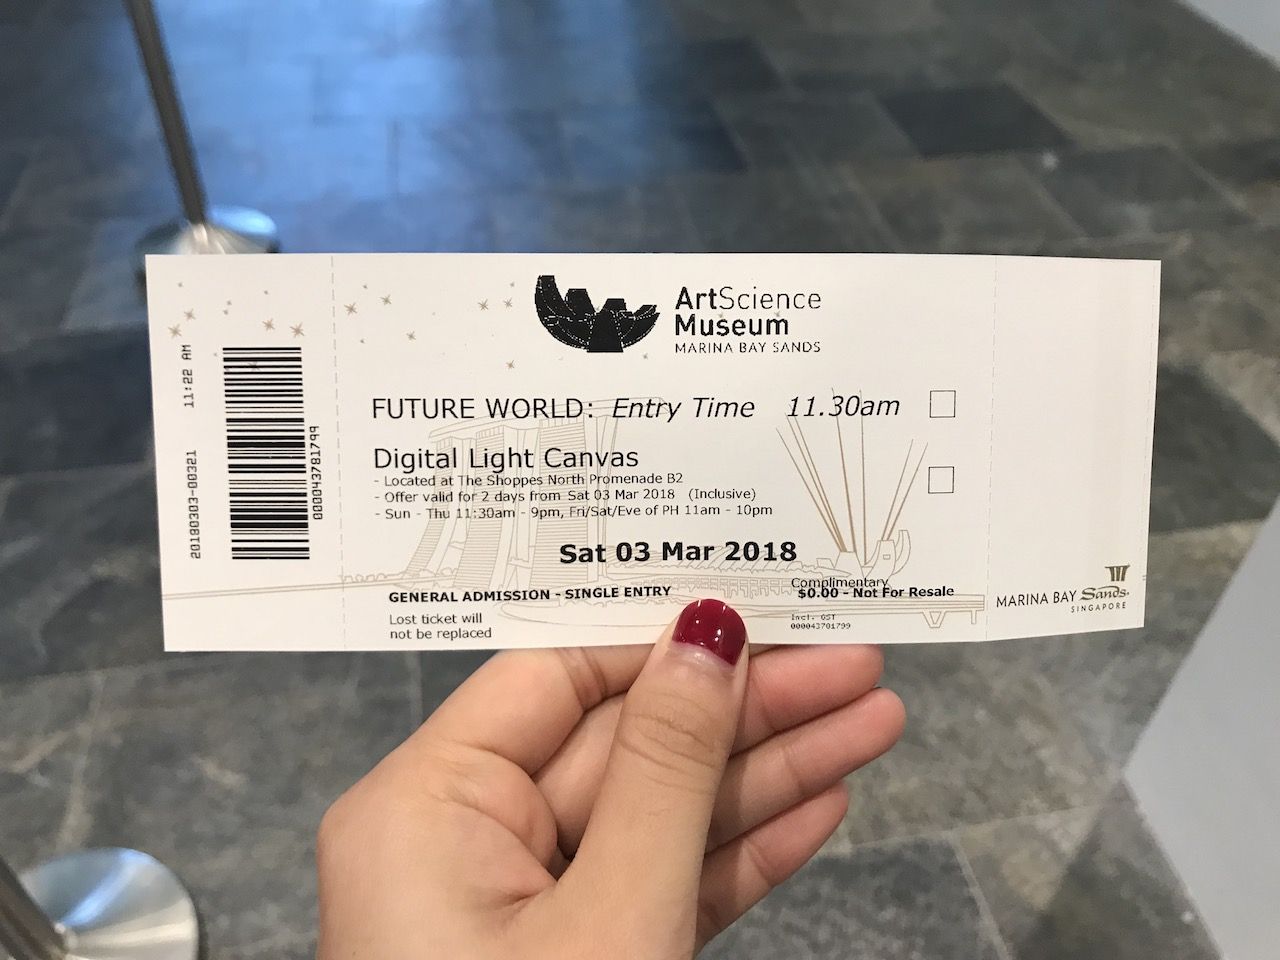 11:22 AM
20180303-00321
000043781799
ArtScience
Museum
MARINA BAY SANDS
FUTURE WORLD: Entry Time 11.30am
Digital Light Canvas
- Located at The Shoppes North Promenade B2
- Offer valid for 2 days from Sat 03 Mar 2018 (Inclusive)
- Sun - Thu 11:30am - 9pm, Fri/Sat/Eve of PH 11am - 10pm
Sat 03 Mar 2018
GENERAL ADMISSION - SINGLE ENTRY
Lost ticket will
not be replaced
Complimentary
$0.00 - Not For Resale
Incl. GST
000043781799
MARINA BAY Sands.
SINGAPORE